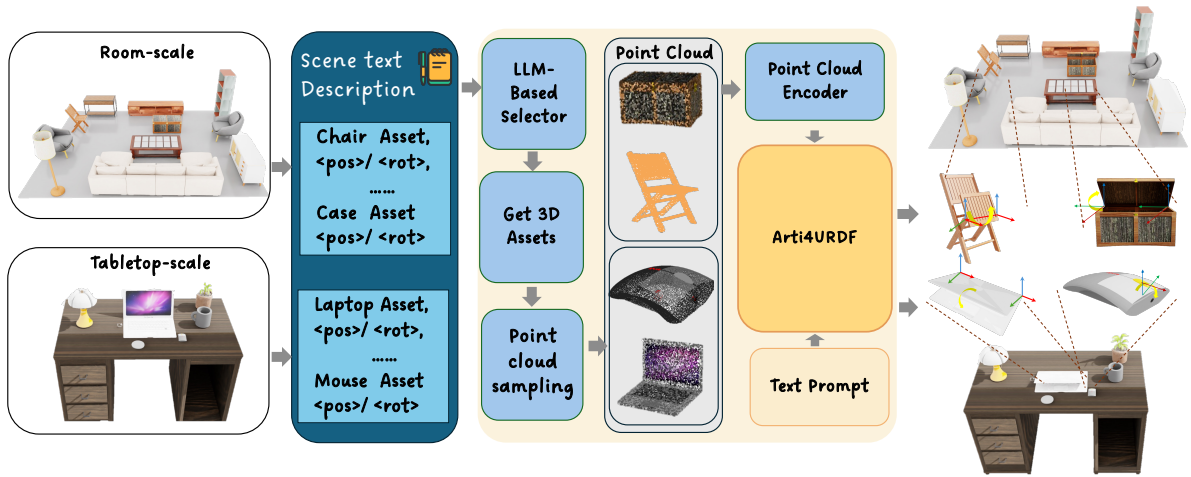 Room-scale
Tabletop-scale
Scene text
Description
Chair Asset,
<pos>/ <rot>,
......
Case Asset
<pos>/ <rot>
Laptop Asset,
<pos>/ <rot>,
......
Mouse Asset
<pos>/ <rot>
LLM-
Based
Selector
Get 3D
Assets
Point
cloud
sampling
Point Cloud
Point Cloud
Encoder
Arti4URDF
Text Prompt